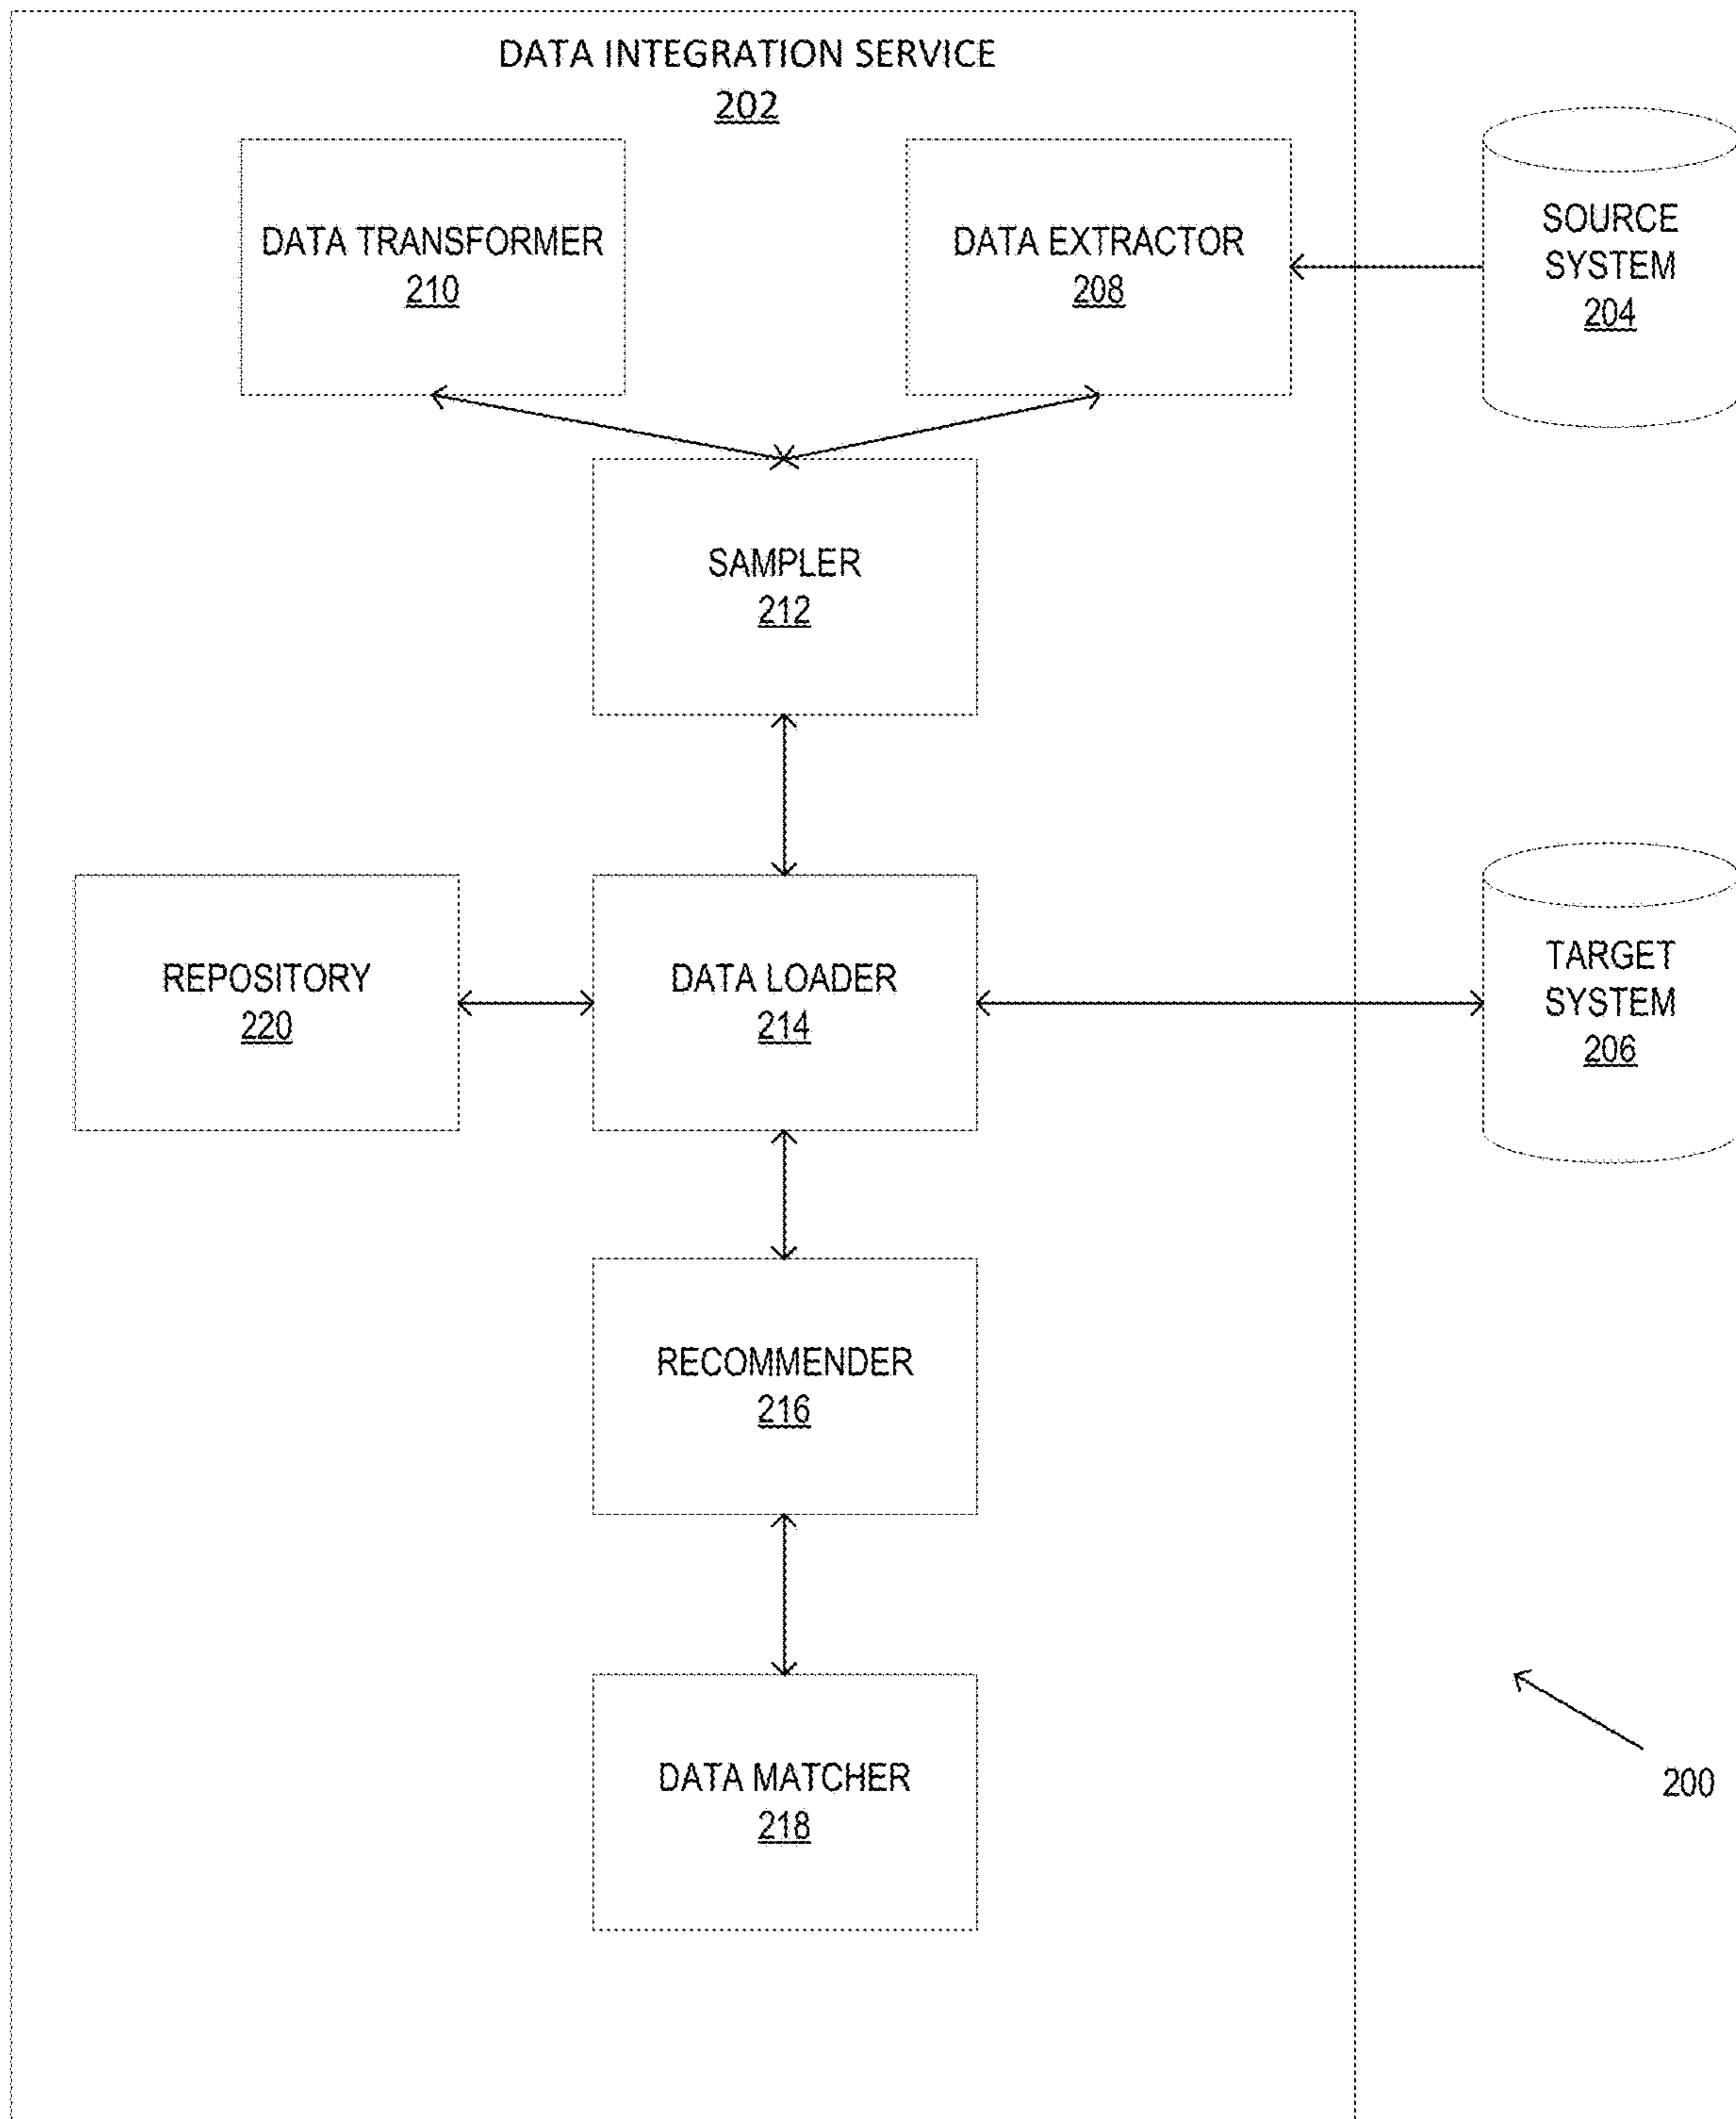 DATA INTEGRATION SERVICE
202
DATA TRANSFORMER
210
DATA EXTRACTOR
208
SOURCE
SYSTEM
204
SAMPLER
212
REPOSITORY
220
DATA LOADER
214
TARGET
SYSTEM
206
RECOMMENDER
216
DATA MATCHER
218
200